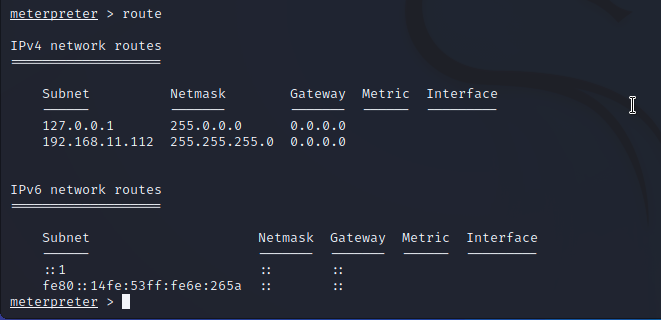 meterpreter > route
IPv4 network routes
Subnet Netmask Gateway Metric Interface
127.0.0.1 255.0.0.0 0.0.0.0
192.168.11.112 255.255.255.0 0.0.0.0
IPv6 network routes
Subnet Netmask Gateway Metric Interface
::1 :: ::
fe80::14fe:53ff:fe6e:265a :: ::
meterpreter >